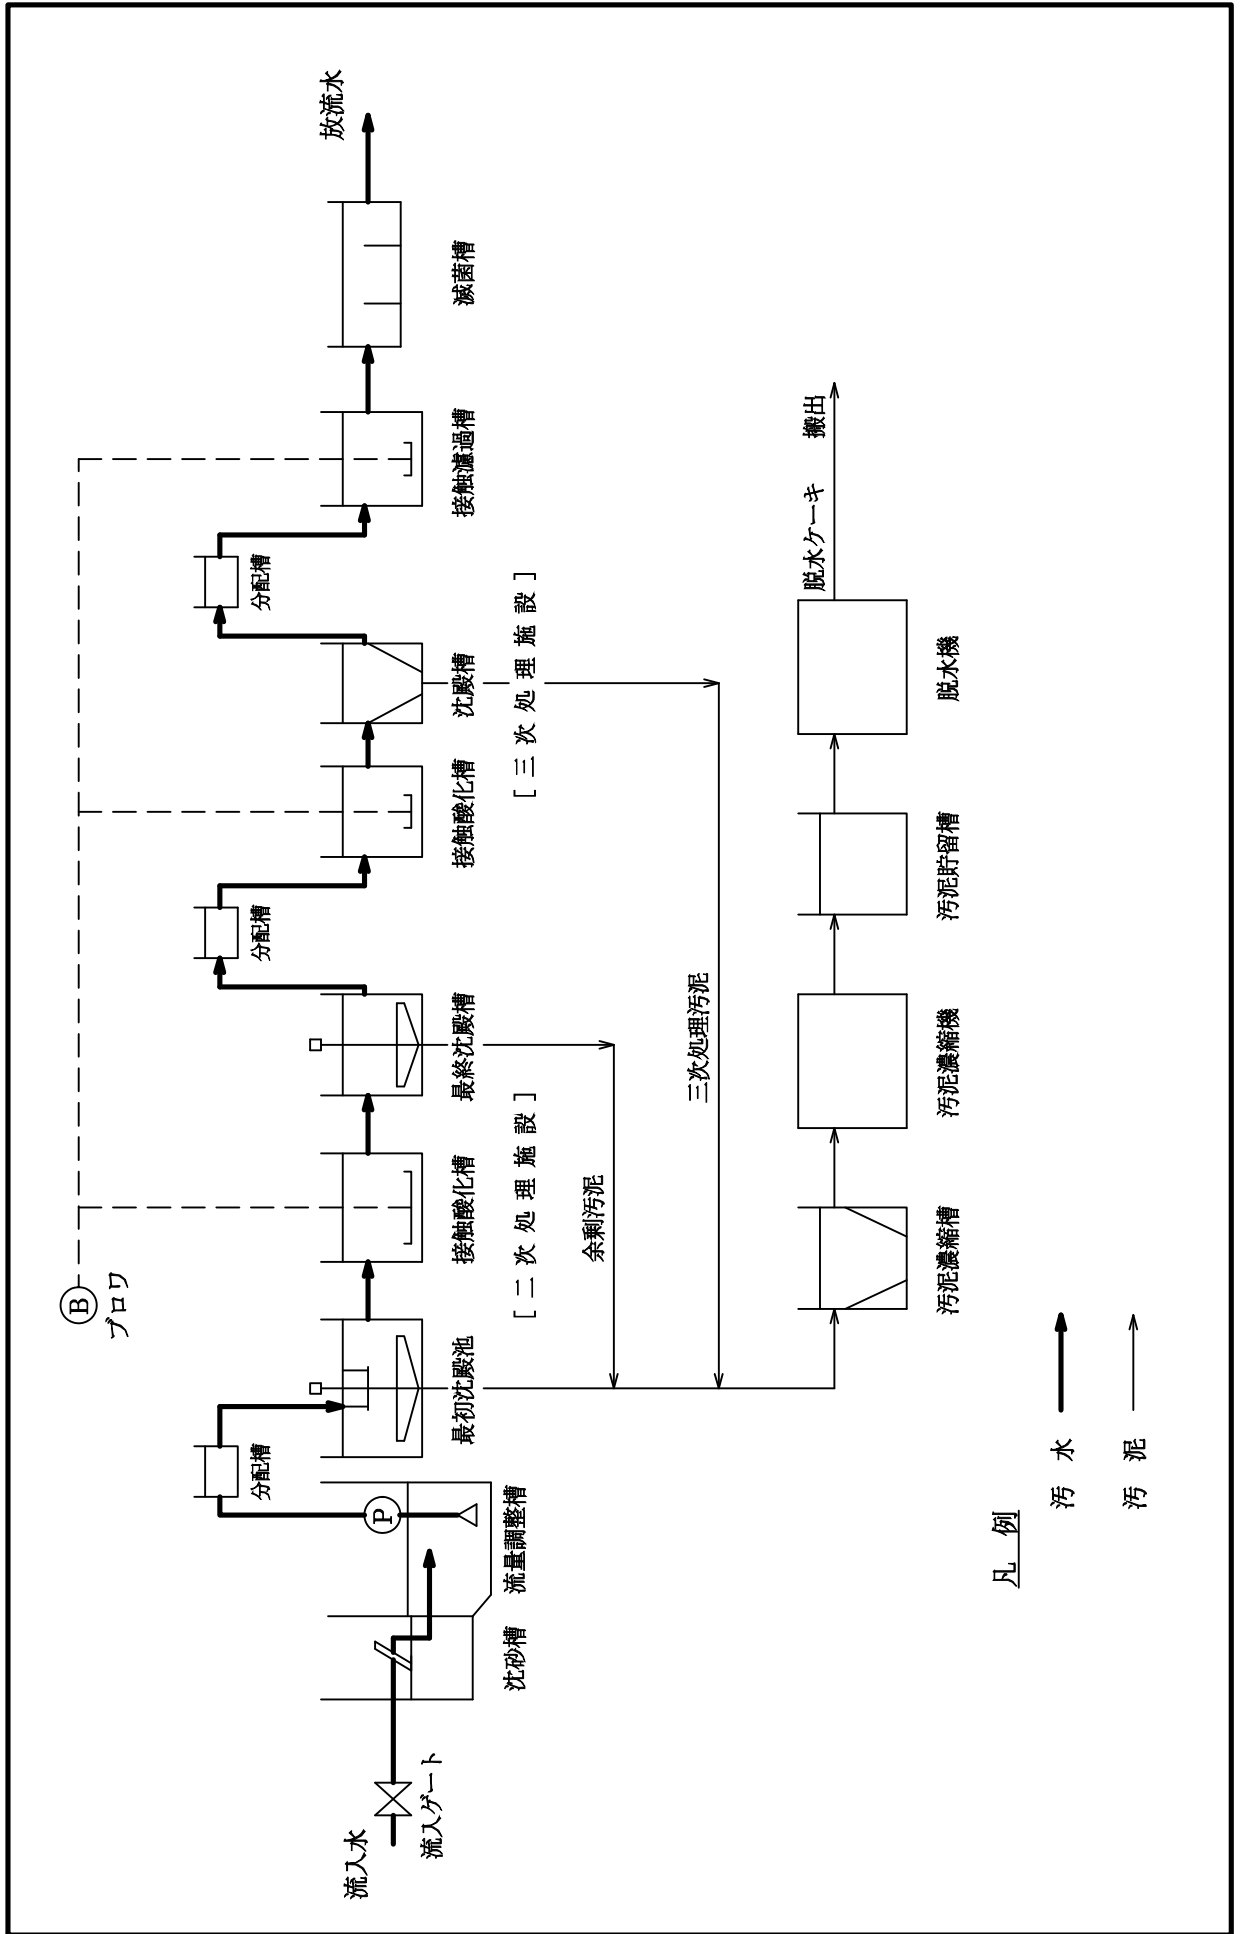 Ⓑ
ブロワ
分配槽
分配槽
分配槽
流入水
流入ゲート
P
沈砂槽
流量調整槽
最初沈殿池
接触酸化槽
最終沈殿槽
接触酸化槽
沈殿槽
接触濾過槽
滅菌槽
放流水
[ 二 次 処 理 施 設 ]
[ 三 次 処 理 施 設 ]
余剰汚泥
三次処理汚泥
汚泥濃縮槽
汚泥濃縮機
汚泥貯留槽
脱水機
脱水ケーキ 搬出
凡 例
汚 水
汚 泥